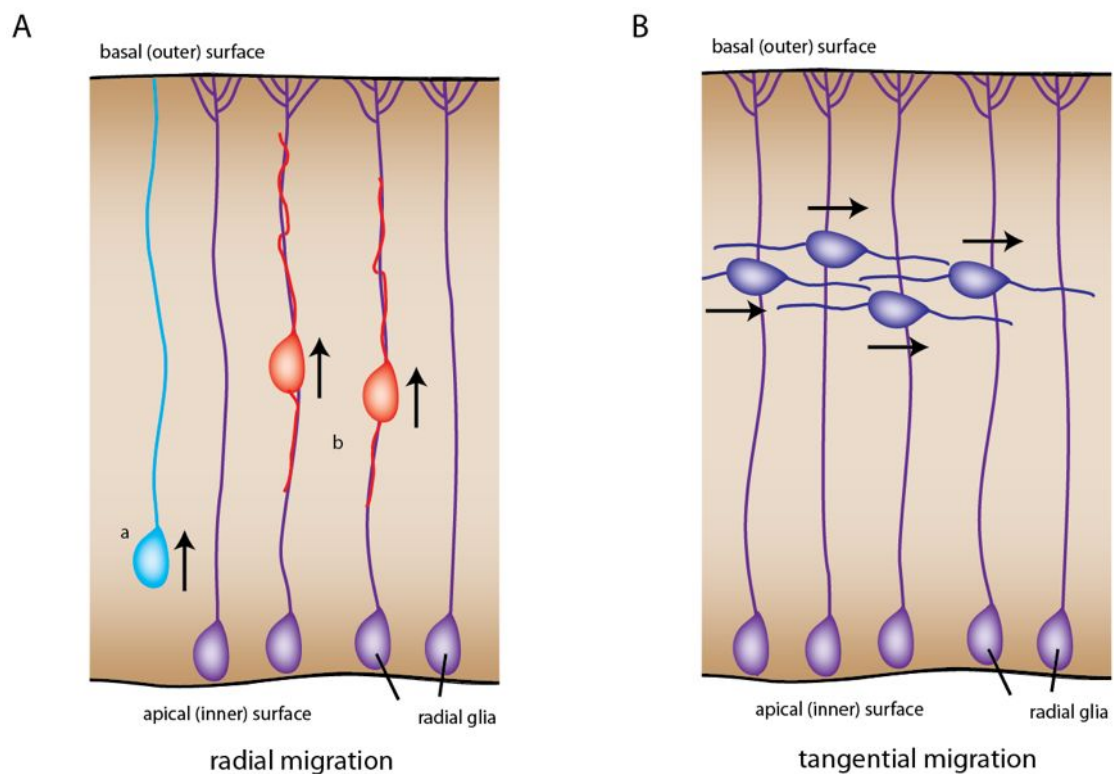 A
basal (outer) surface
a
b
apical (inner) surface
radial glia
radial migration
B
basal (outer) surface
apical (inner) surface
radial glia
tangential migration